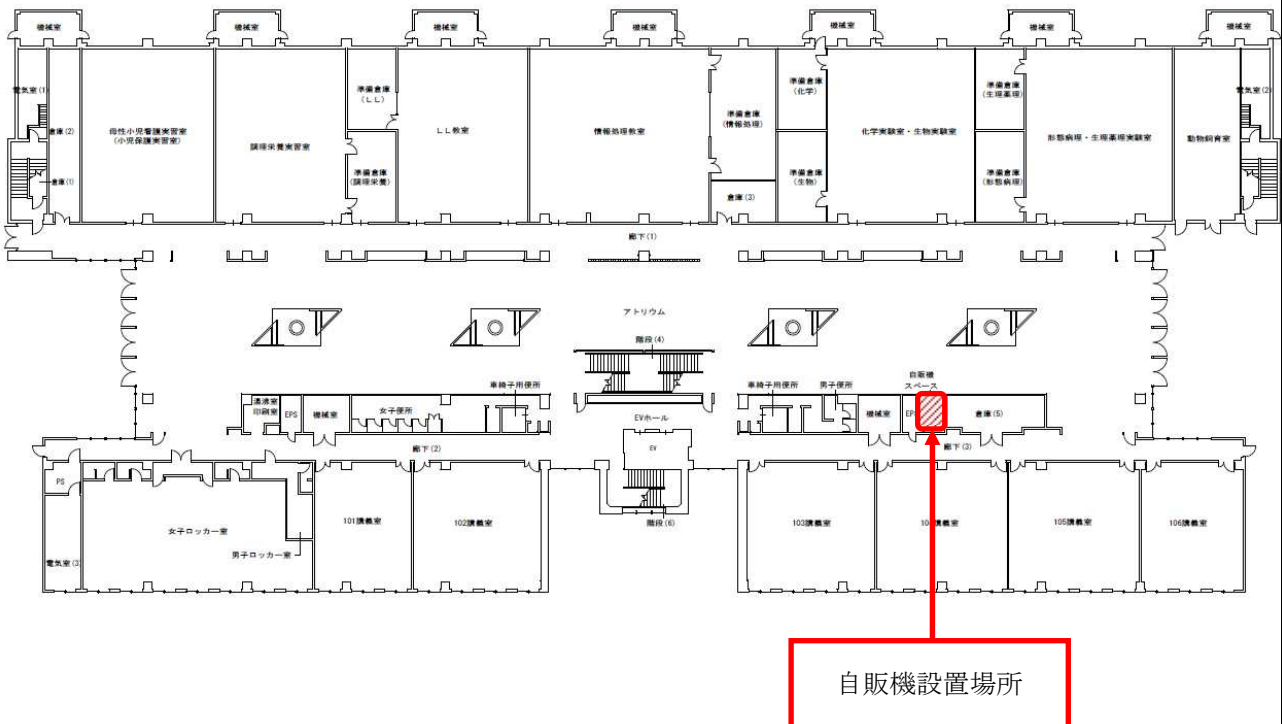 機械室
機械室
機械室
機械室
機械室
機械室
機械室
電気室(1)
倉庫(2)
倉庫(1)
母性小児看護実習室
(小児保護実習室)
調理栄養実習室
準備倉庫
(LL)
準備倉庫
(調理栄養)
LL教室
情報処理教室
準備倉庫
(情報処理)
倉庫(3)
準備倉庫
(化学)
準備倉庫
(生物)
化学実験室・生物実験室
準備倉庫
(生理薬理)
準備倉庫
(形態病理)
形態病理・生理薬理実験室
動物飼育室
電気室(2)
廊下(1)
アトリウム
階段(4)
自販機
スペース
車椅子用便所
車椅子用便所
男子便所
湯沸室
印刷室
EPS
機械室
女子便所
EVホール
機械室
EPS
倉庫(5)
廊下(2)
EV
廊下(3)
PS
電気室(3)
女子ロッカー室
男子ロッカー室
101講義室
102講義室
階段(6)
103講義室
104講義室
105講義室
106講義室
自販機設置場所